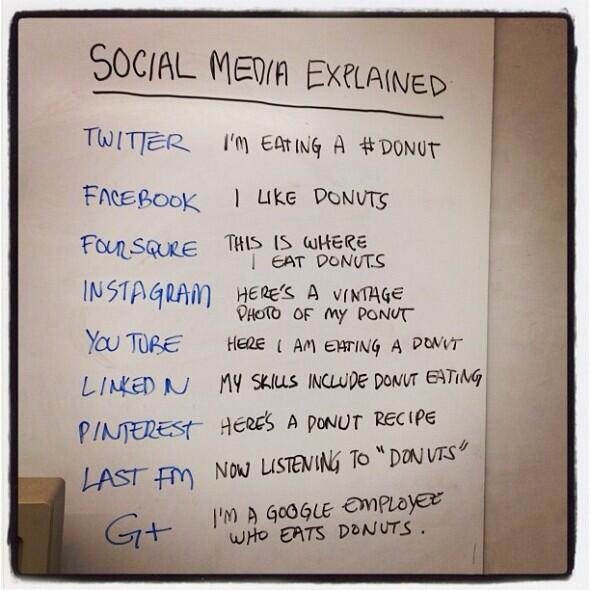 SOCIAL MEDIA EXPLAINED
TWITTER I'M EATING A #DONUT
FACEBOOK I LIKE DONUTS
FOURSQURE THIS IS WHERE
I EAT DONUTS
INSTAGRAM HERE'S A VINTAGE
PHOTO OF MY DONUT
YOU TUBE HERE I AM EATING A DONUT
LINKED IN MY SKILLS INCLUDE DONUT EATING
PINTEREST HERE'S A DONUT RECIPE
LAST FM NOW LISTENING TO "DONUTS"
G+ I'M A GOOGLE EMPLOYEE
WHO EATS DONUTS.